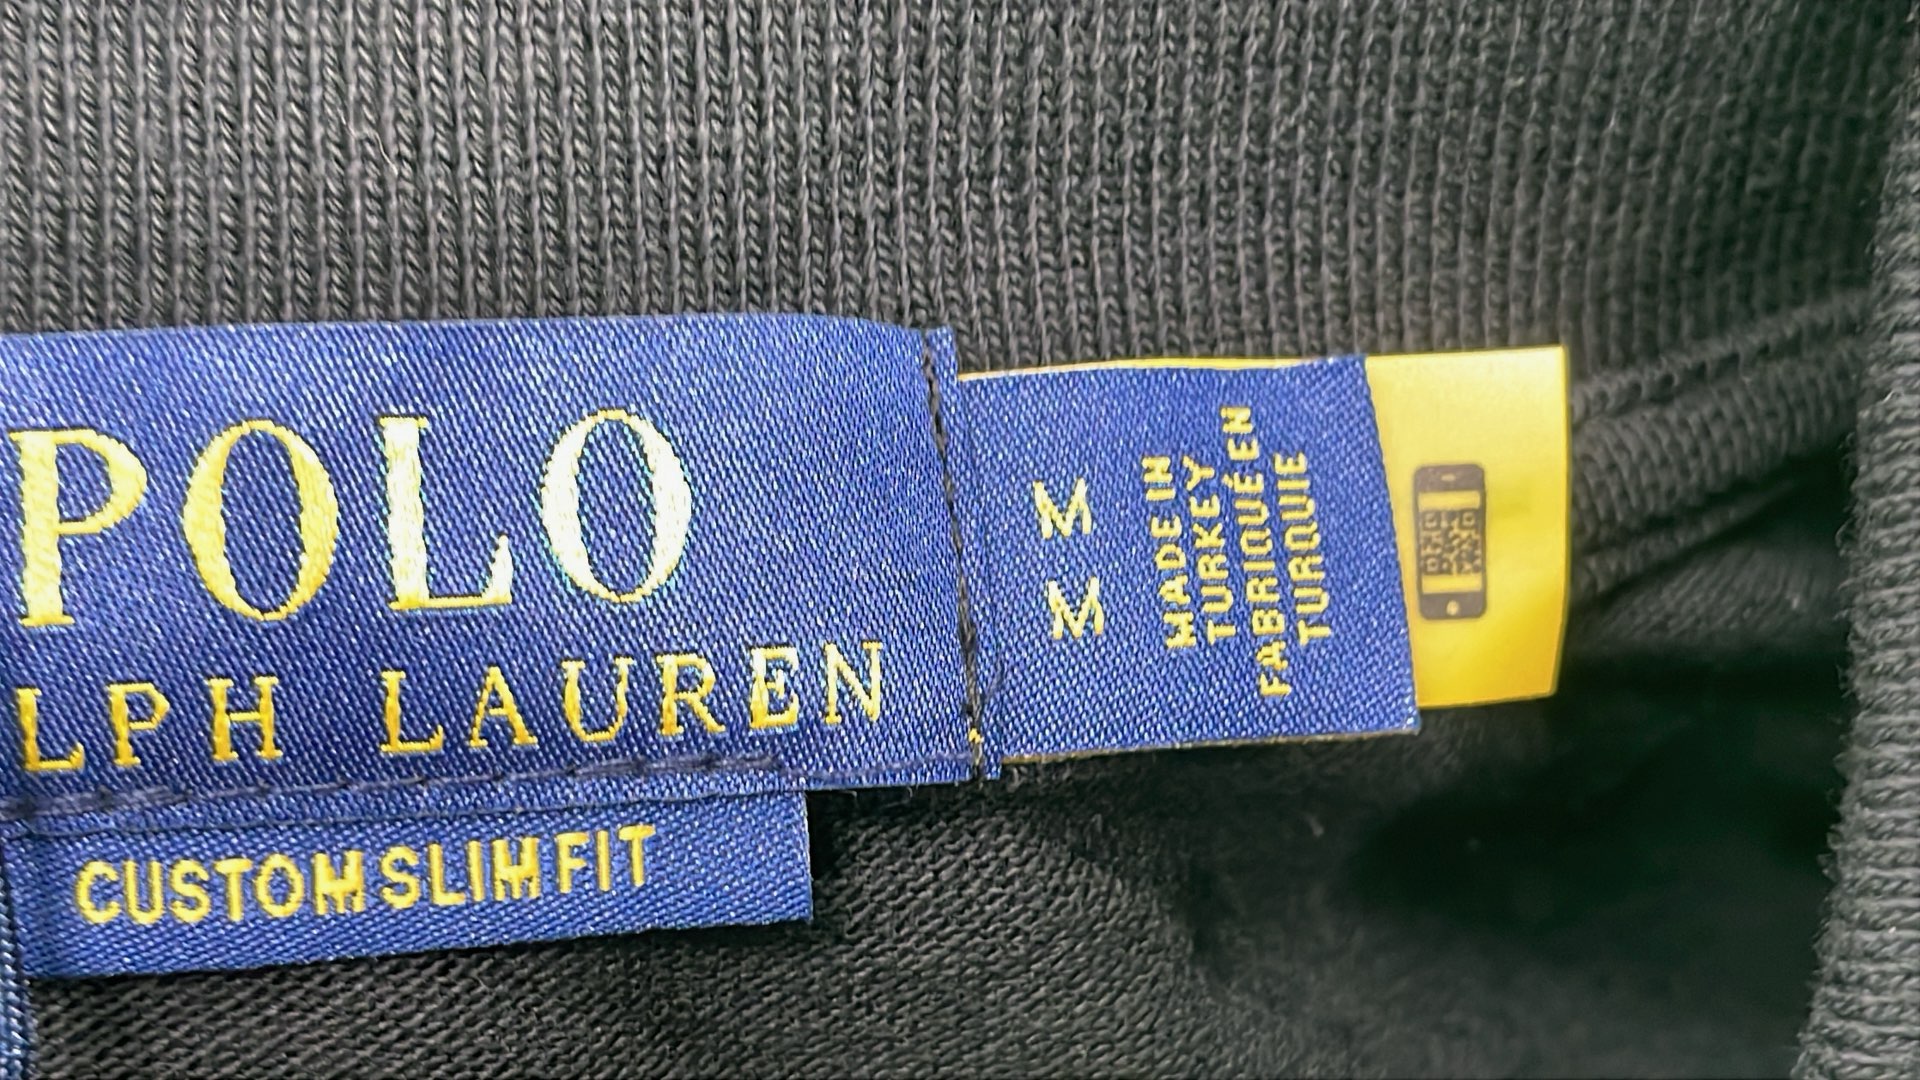 POLO
LPH LAUREN
CUSTOM SLIM FIT
M
M
MADE IN
TURKEY
FABRIQUÉ EN
TURQUIE